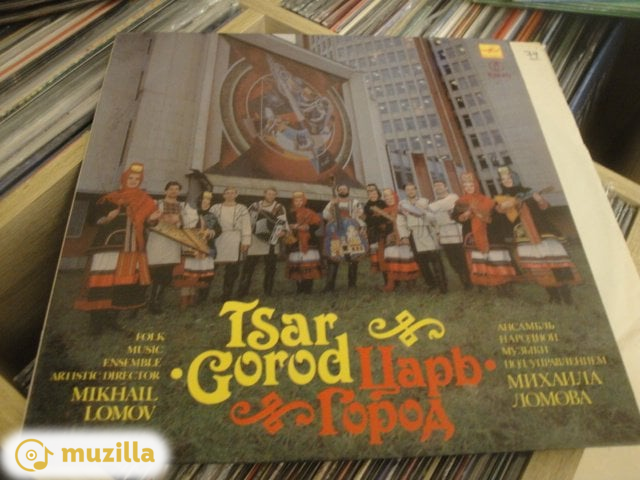 Tsar
Gorod
Царь
Город
FOLK
MUSIC
ENSEMBLE
ARTISTIC DIRECTOR
MIKHAIL
LOMOV
АНСАМБЛЬ
НАРОДНОЙ
МУЗЫКИ
ПОД УПРАВЛЕНИЕМ
МИХАИЛА
ЛОМОВА
muzilla